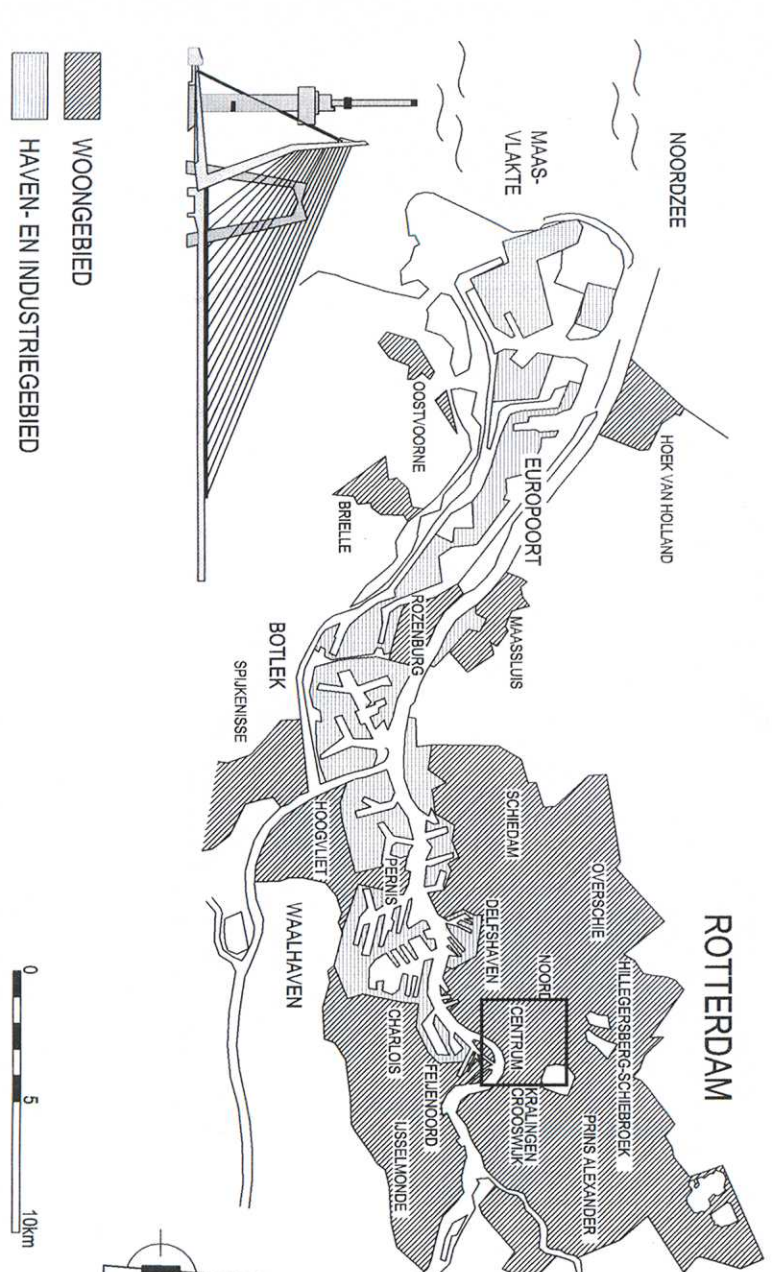 ROTTERDAM
NOORDZEE
MAAS-
VLAKTE
HOEK VAN HOLLAND
EUROPOORT
MAASSLUIS
OOSTVOORNE
BRIELLE
ROZENBURG
BOTLEK
SPIJKENISSE
SCHIEDAM
OVERSCHIE
HILLEGERSBERG-SCHIEBROEK
NOORD
PRINS ALEXANDER
DELFSHAVEN
CENTRUM
KRALINGEN
CROOSWIJK
PERNIS
HOOGVLIET
WAALHAVEN
CHARLOIS
FEIJENOORD
IJSSELMONDE
WOONGEBIED
HAVEN- EN INDUSTRIEGEBIED
0 5 10km